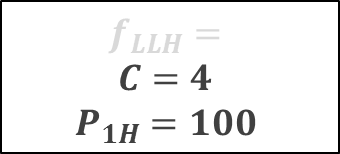 f_LLH =
C = 4
P_1H = 100